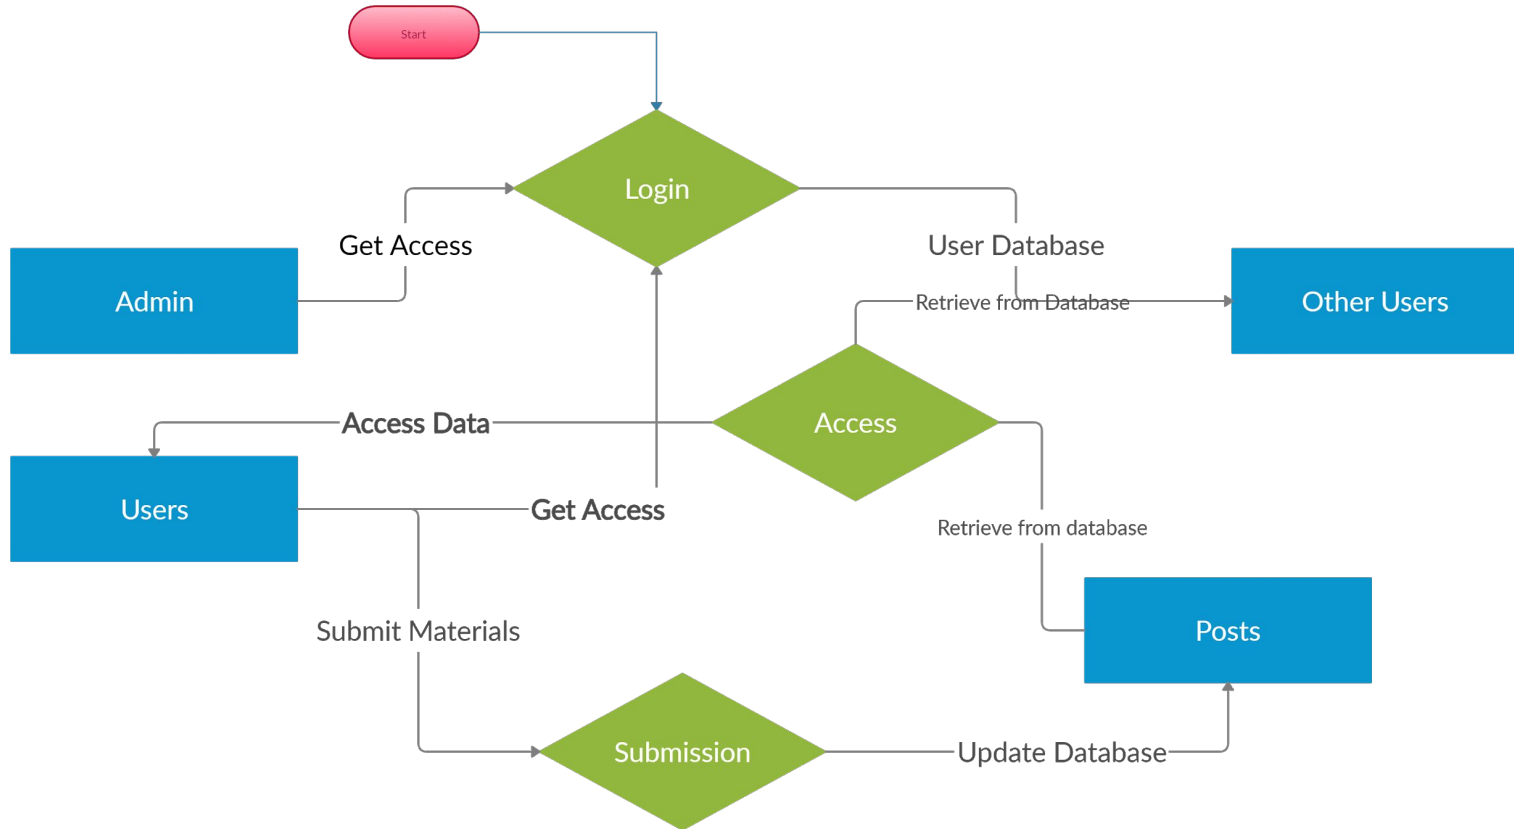 Start
Login
Get Access
User Database
Admin
Retrieve from Database
Other Users
Access Data
Access
Users
Get Access
Retrieve from database
Submit Materials
Posts
Submission
Update Database